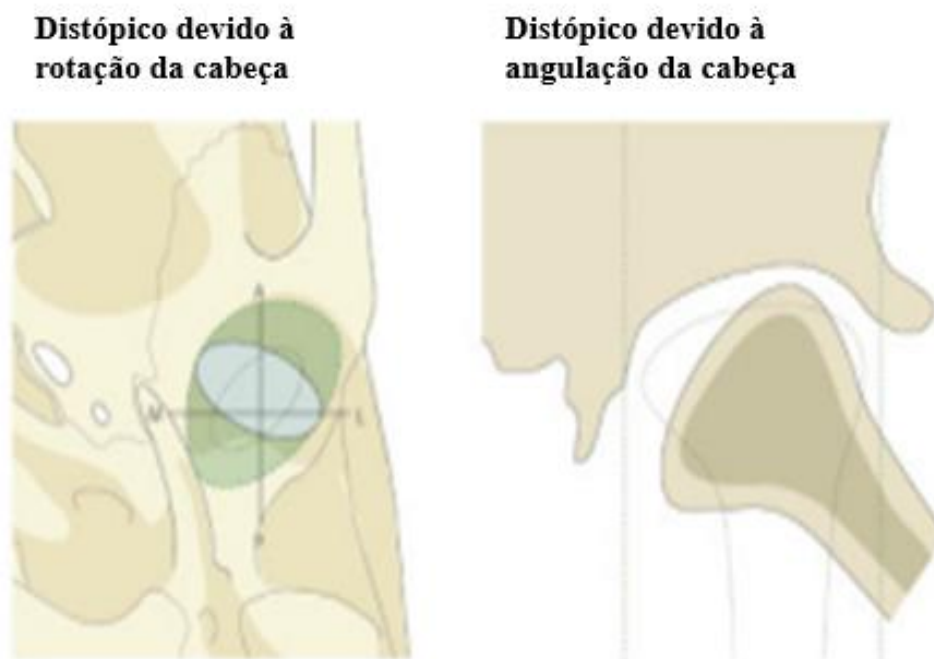 Distópico devido à
rotação da cabeça
Distópico devido à
angulação da cabeça
A
M
L
P